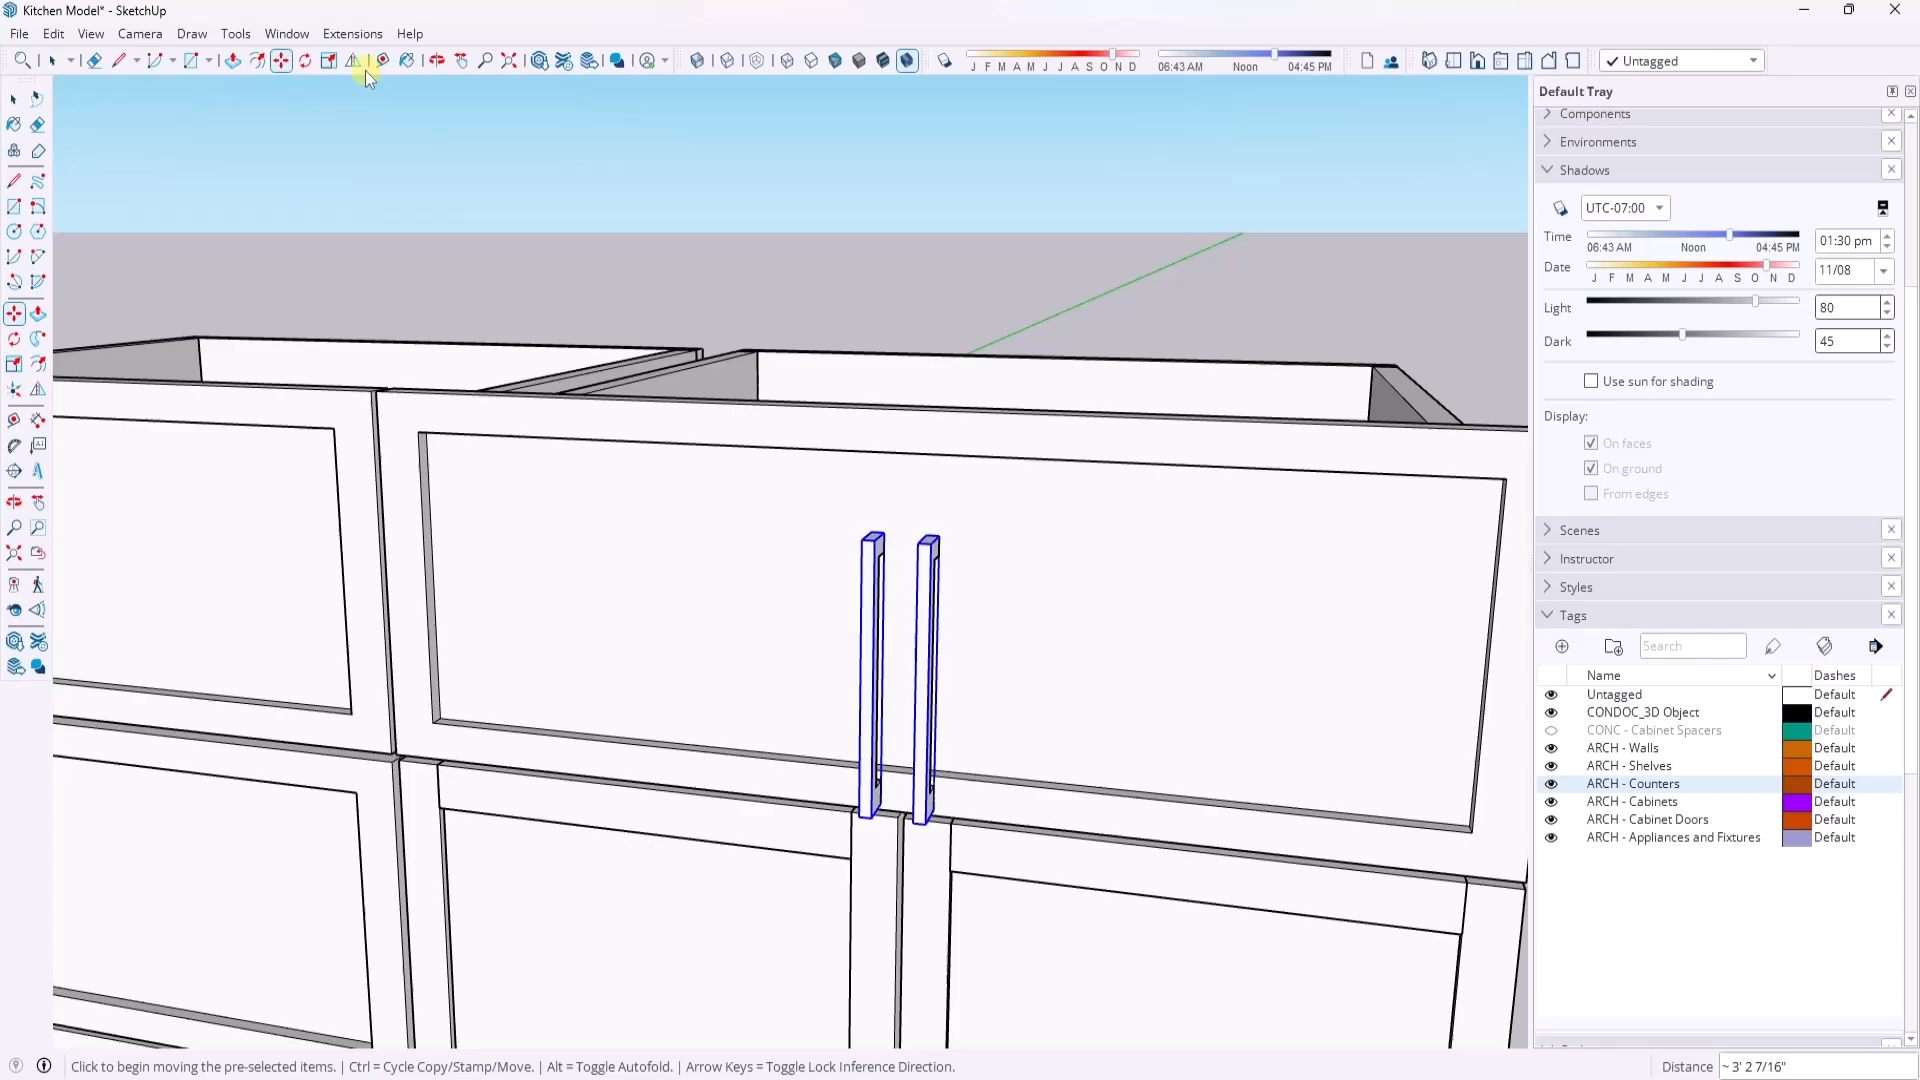 Kitchen Model* - SketchUp
File Edit View Camera Draw Tools Window Extensions Help
J F M A M J J A S O N D
06:43 AM Noon 04:45 PM
Untagged
Default Tray
Components
Environments
Shadows
UTC-07:00
Time
06:43 AM Noon 04:45 PM
01:30 pm
Date
J F M A M J J A S O N D
11/08
Light
80
Dark
45
Use sun for shading
Display:
On faces
On ground
From edges
Scenes
Instructor
Styles
Tags
Search
Name Dashes
Untagged Default
CONDOC_3D Object Default
CONC - Cabinet Spacers Default
ARCH - Walls Default
ARCH - Shelves Default
ARCH - Counters Default
ARCH - Cabinets Default
ARCH - Cabinet Doors Default
ARCH - Appliances and Fixtures Default
Click to begin moving the pre-selected items. | Ctrl = Cycle Copy/Stamp/Move. | Alt = Toggle Autofold. | Arrow Keys = Toggle Lock Inference Direction.
Distance ~ 3' 2 7/16"